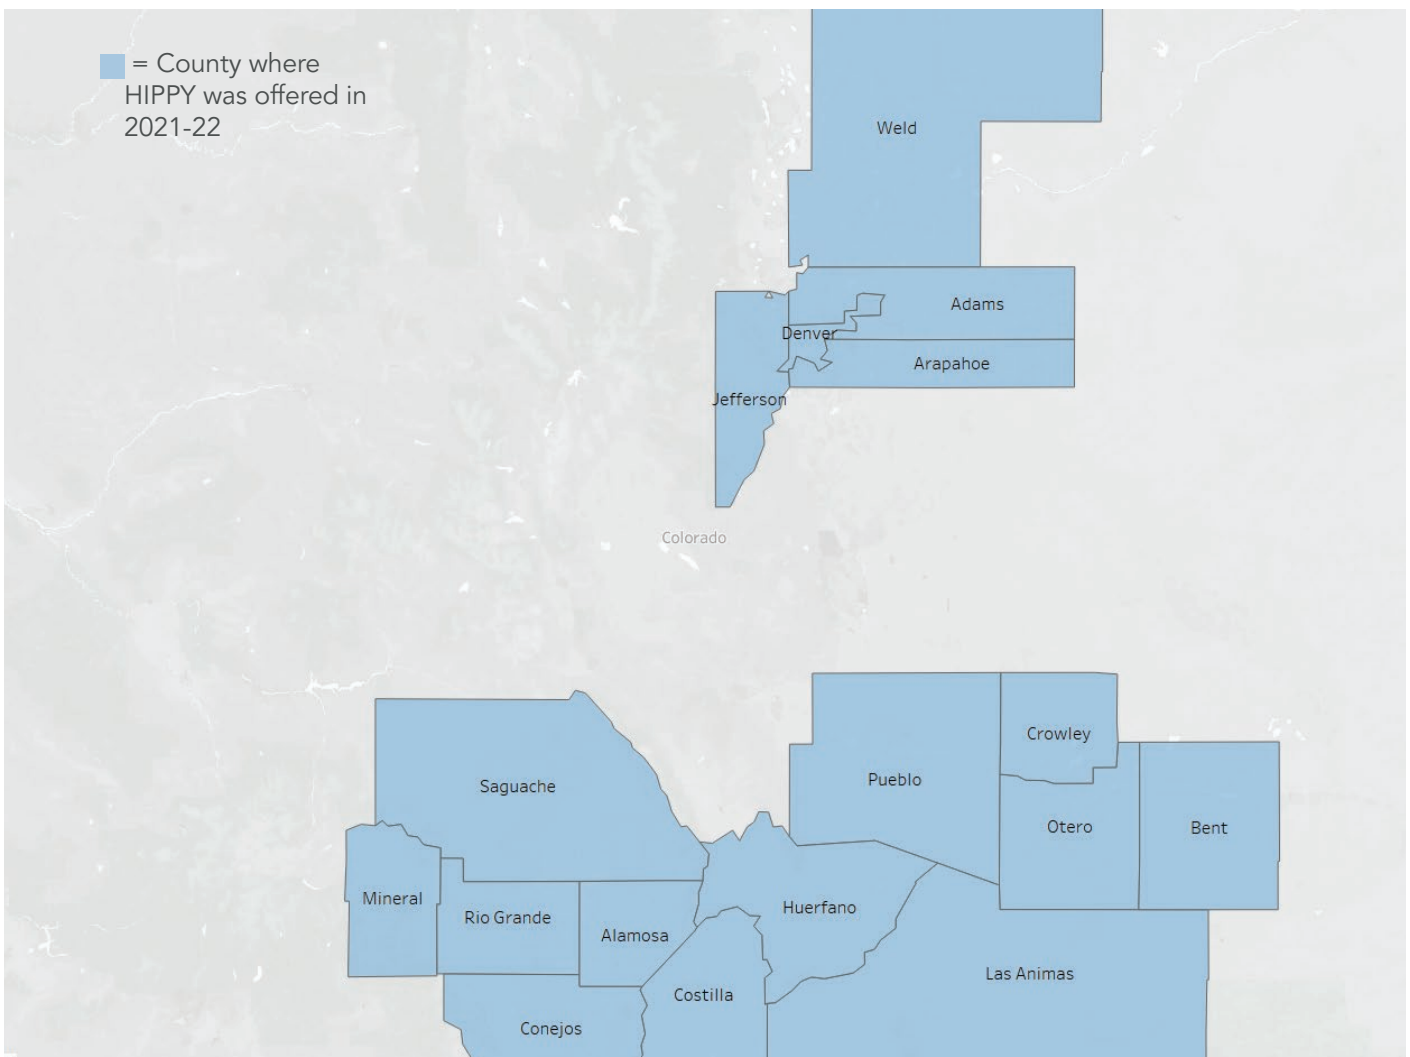 = County where
HIPPY was offered in
2021-22
Weld
Adams
Denver
Arapahoe
Jefferson
Colorado
Crowley
Pueblo
Saguache
Otero
Bent
Mineral
Huerfano
Rio Grande
Alamosa
Las Animas
Costilla
Conejos